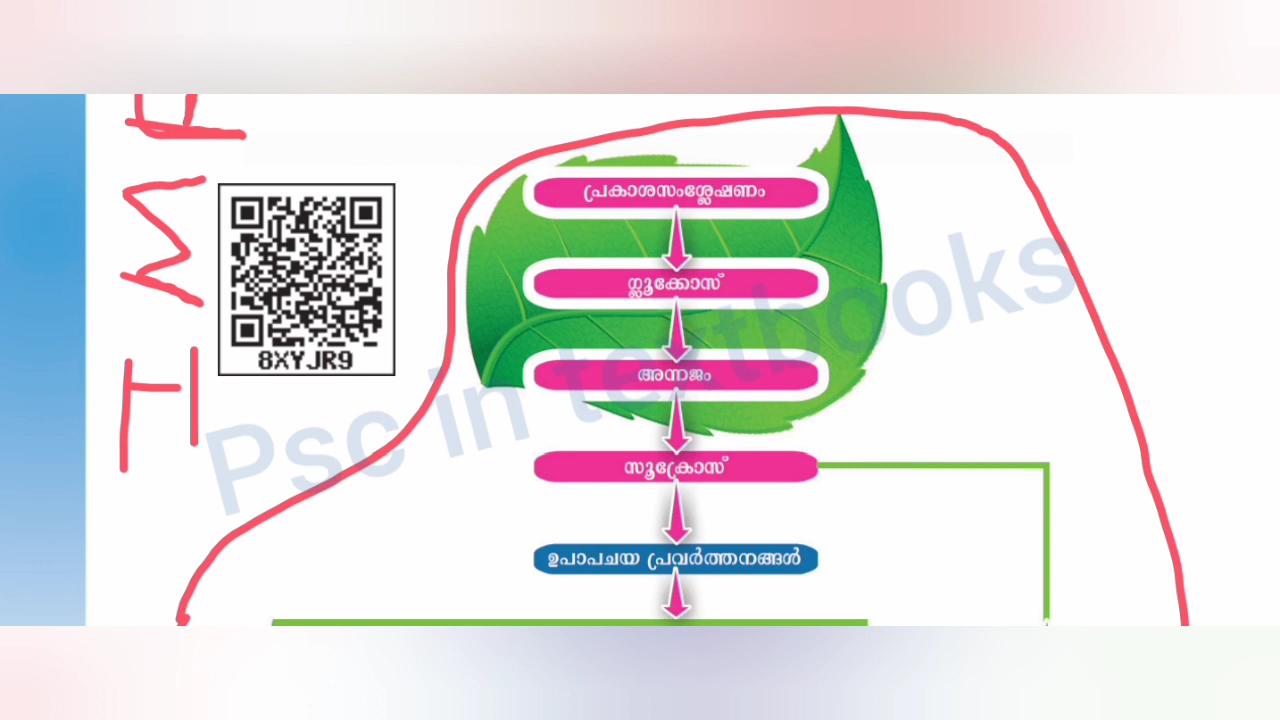 IMP
പ്രകാശസംശ്ലേഷണം
8XYJR9
ഗ്ലൂക്കോസ്
അന്നജം
സൂക്രോസ്
ഉപാപചയ പ്രവർത്തനങ്ങൾ
Psc in textbooks